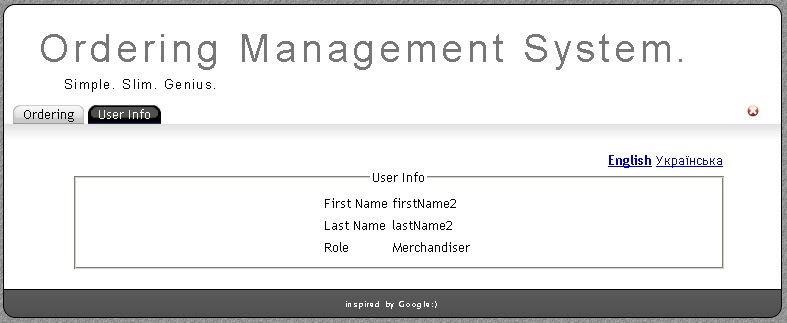 Ordering Management System.
Simple. Slim. Genius.
Ordering User Info
English Українська
User Info
First Name firstName2
Last Name lastName2
Role Merchandiser
inspired by Google:)